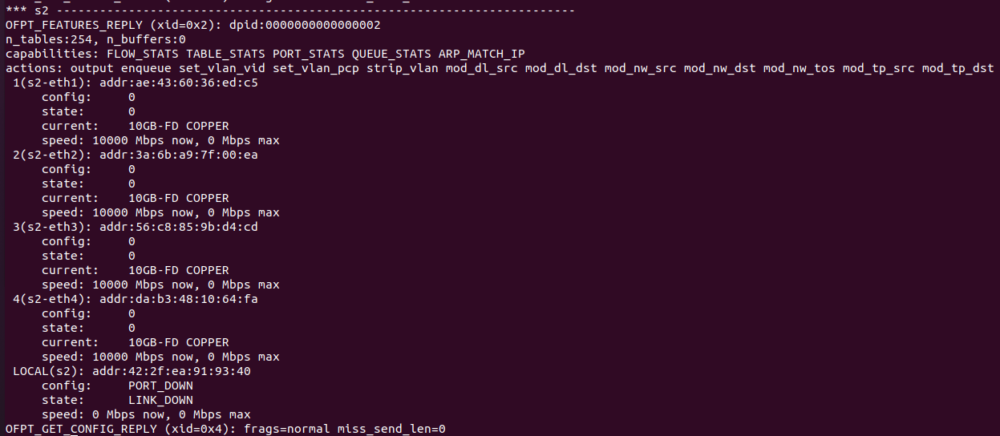 *** s2 ------------------------------------------------------------------------
OFPT_FEATURES_REPLY (xid=0x2): dpid:0000000000000002
n_tables:254, n_buffers:0
capabilities: FLOW_STATS TABLE_STATS PORT_STATS QUEUE_STATS ARP_MATCH_IP
actions: output enqueue set_vlan_vid set_vlan_pcp strip_vlan mod_dl_src mod_dl_dst mod_nw_src mod_nw_dst mod_nw_tos mod_tp_src mod_tp_dst
 1(s2-eth1): addr:ae:43:60:36:ed:c5
     config:     0
     state:      0
     current:    10GB-FD COPPER
     speed: 10000 Mbps now, 0 Mbps max
 2(s2-eth2): addr:3a:6b:a9:7f:00:ea
     config:     0
     state:      0
     current:    10GB-FD COPPER
     speed: 10000 Mbps now, 0 Mbps max
 3(s2-eth3): addr:56:c8:85:9b:d4:cd
     config:     0
     state:      0
     current:    10GB-FD COPPER
     speed: 10000 Mbps now, 0 Mbps max
 4(s2-eth4): addr:da:b3:48:10:64:fa
     config:     0
     state:      0
     current:    10GB-FD COPPER
     speed: 10000 Mbps now, 0 Mbps max
 LOCAL(s2): addr:42:2f:ea:91:93:40
     config:     PORT_DOWN
     state:      LINK_DOWN
     speed: 0 Mbps now, 0 Mbps max
OFPT_GET_CONFIG_REPLY (xid=0x4): frags=normal miss_send_len=0